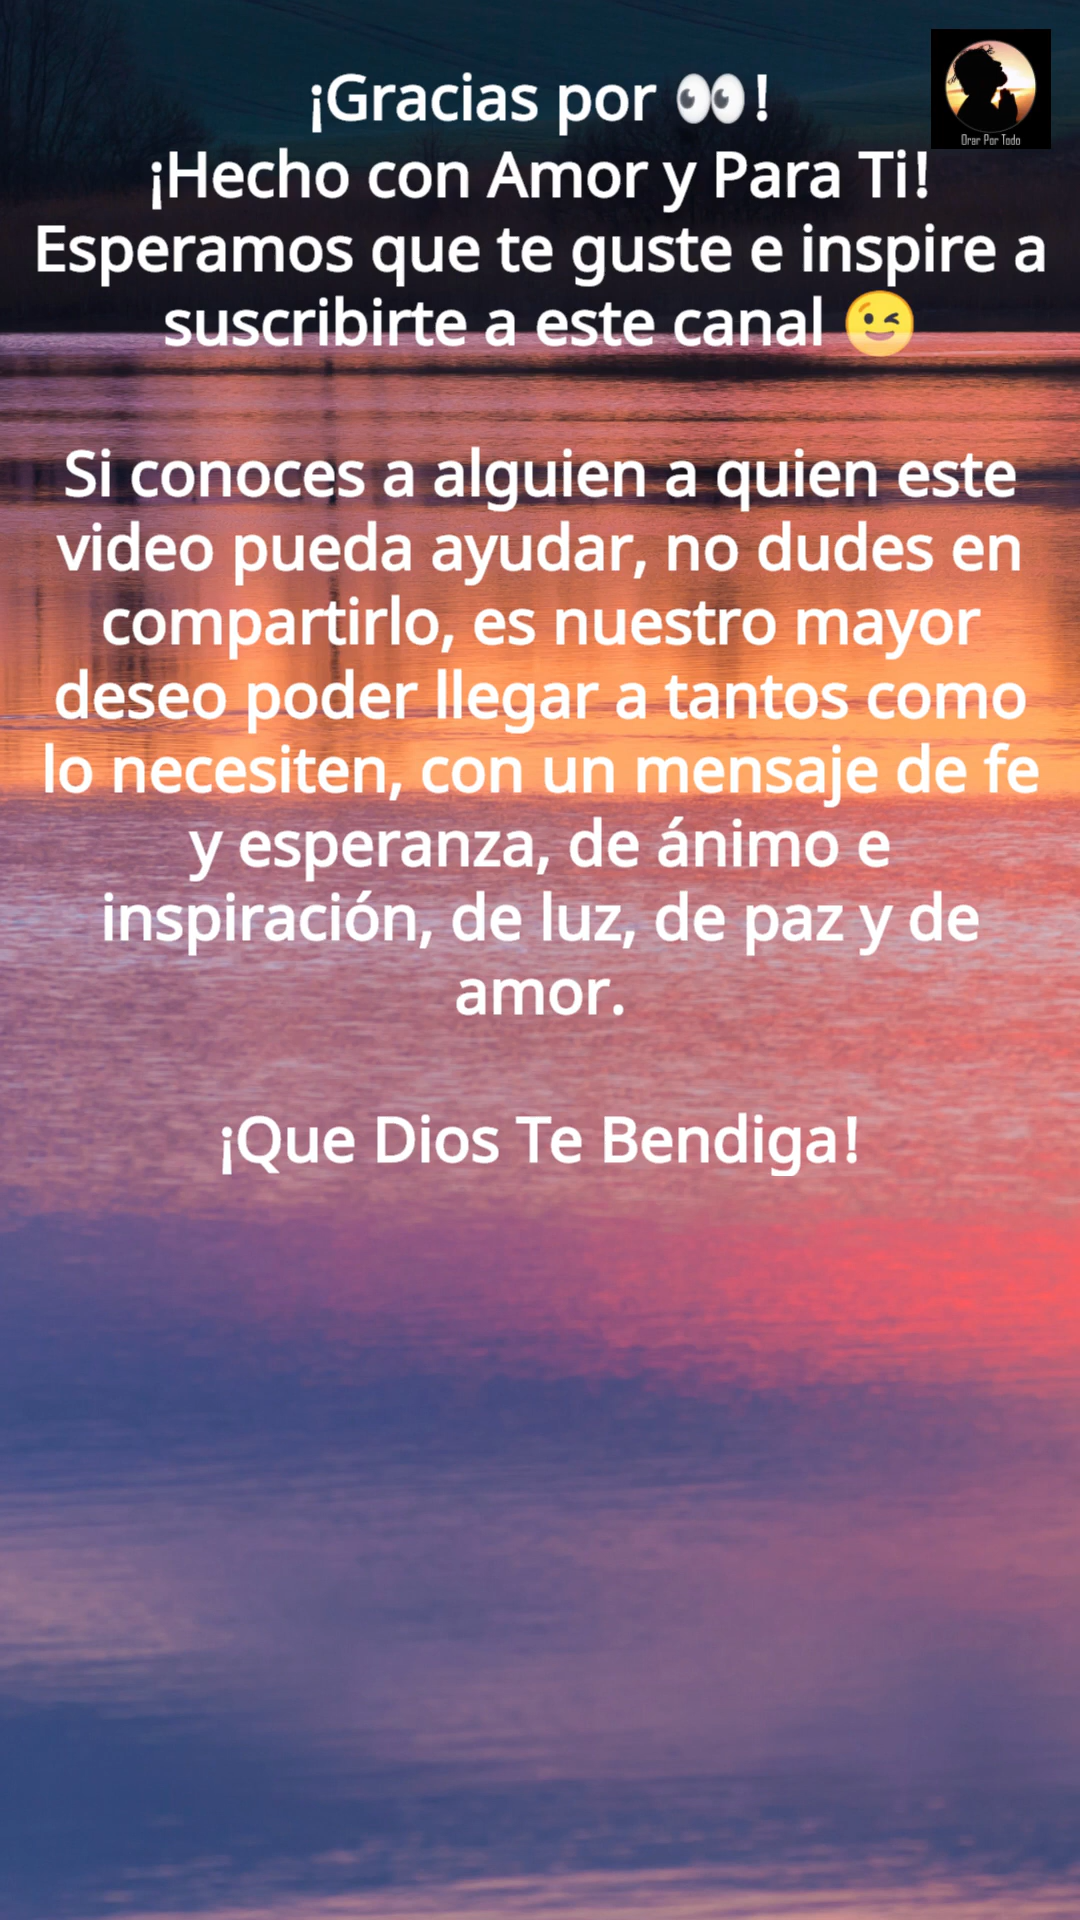 ¡Gracias por 👀!
¡Hecho con Amor y Para Ti!
Esperamos que te guste e inspire a
suscribirte a este canal 😉
Si conoces a alguien a quien este
video pueda ayudar, no dudes en
compartirlo, es nuestro mayor
deseo poder llegar a tantos como
lo necesiten, con un mensaje de fe
y esperanza, de ánimo e
inspiración, de luz, de paz y de
amor.
¡Que Dios Te Bendiga!
Orar Por Todo